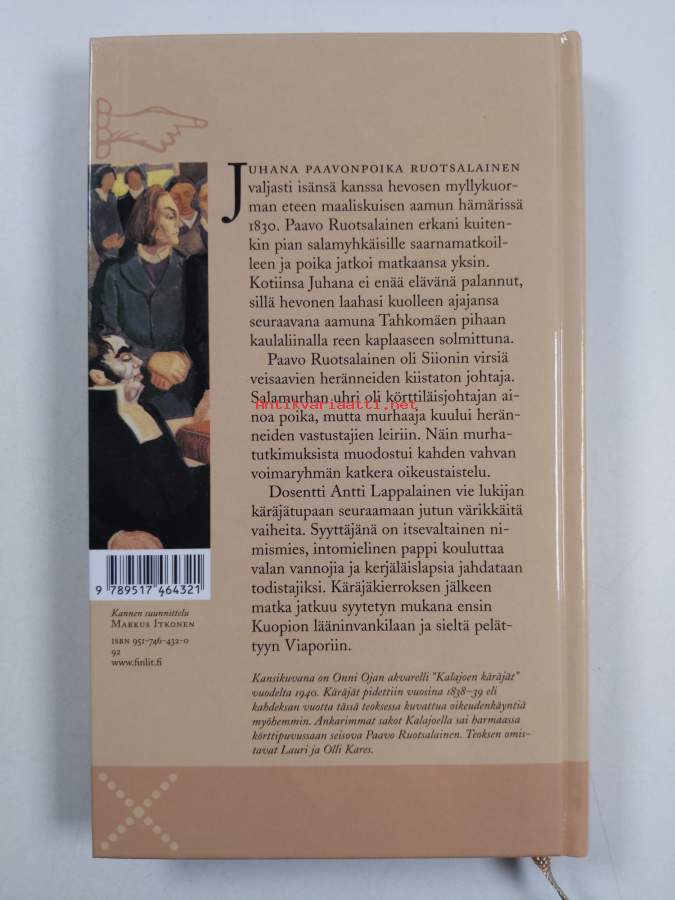 JUHANA PAAVONPOIKA RUOTSALAINEN
valjasti isänsä kanssa hevosen myllykuor-
man eteen maaliskuisen aamun hämärissä
1830. Paavo Ruotsalainen erkani kuiten-
kin pian salamyhkäisille saarnamatkoil-
leen ja poika jatkoi matkaansa yksin.
Kotiinsa Juhana ei enää elävänä palannut,
sillä hevonen laahasi kuolleen ajajansa
seuraavana aamuna Tahkomäen pihaan
kaulaliinalla reen kaplaaseen solmittuna.
Paavo Ruotsalainen oli Siionin virsiä
veisaavien heränneiden kiistaton johtaja.
Salamurhan uhri oli körttiläisjohtajan ai-
Antikvariaatti.net
noa poika, mutta murhaaja kuului herän-
neiden vastustajien leiriin. Näin murha-
tutkimuksista muodostui kahden vahvan
voimaryhmän katkera oikeustaistelu.
Dosentti Antti Lappalainen vie lukijan
käräjätupaan seuraamaan jutun värikkäitä
vaiheita. Syyttäjänä on itsevaltainen ni-
mismies, intomielinen pappi kouluttaa
valan vannojia ja kerjäläislapsia jahdataan
todistajiksi. Käräjäkierroksen jälkeen
matka jatkuu syytetyn mukana ensin
Kuopion lääninvankilaan ja sieltä pelät-
tyyn Viaporiin.
Kansikuvana on Onni Ojan akvarelli "Kalajoen käräjät"
vuodelta 1940. Käräjät pidettiin vuosina 1838–39 eli
kahdeksan vuotta tässä teoksessa kuvattua oikeudenkäyntiä
myöhemmin. Ankarimmat sakot Kalajoella sai harmaassa
körttipuvussaan seisova Paavo Ruotsalainen. Teoksen omis-
tavat Lauri ja Olli Kares.
9 789517 464321
Kannen suunnittelu
MARKUS ITKONEN
ISBN 951-746-432-0
92
www.finlit.fi